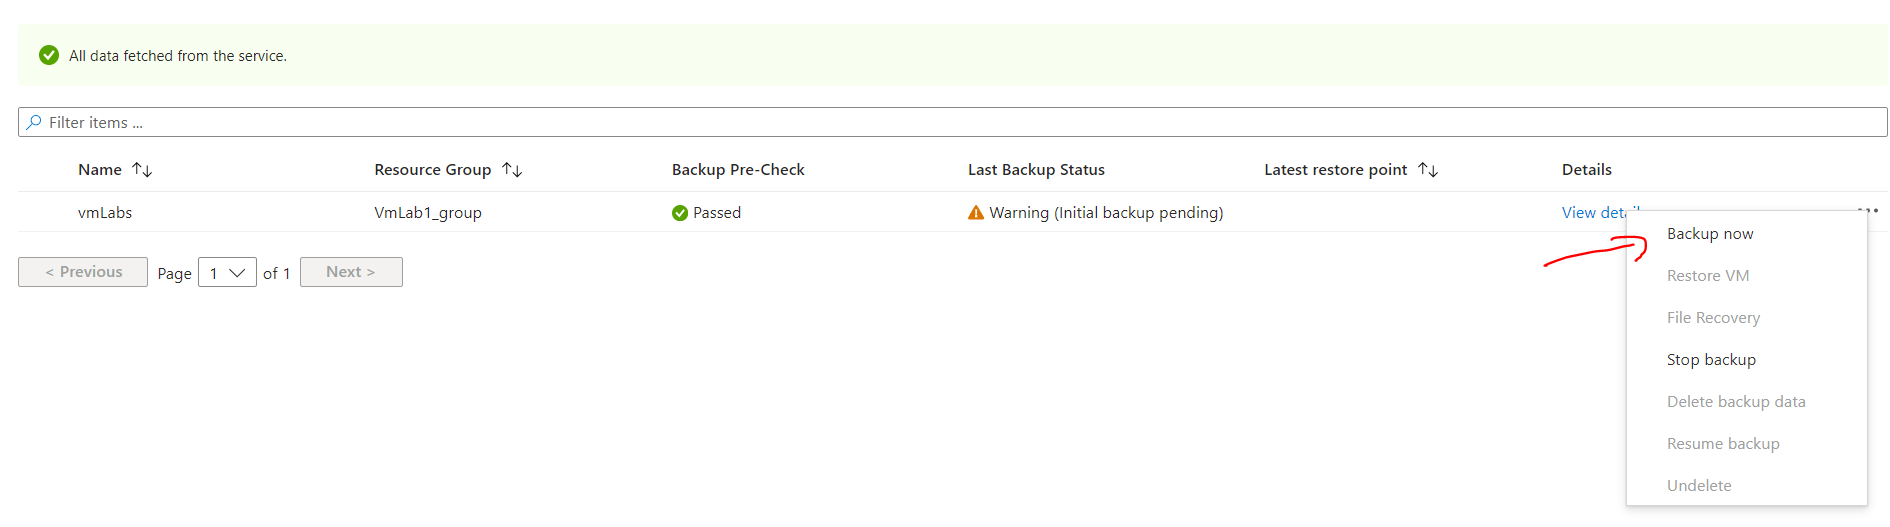 All data fetched from the service.
Filter items ...
Name Resource Group Backup Pre-Check Last Backup Status Latest restore point Details
vmLabs VmLab1_group Passed Warning (Initial backup pending) View
Backup now
< Previous Page 1 of 1 Next >
Restore VM
File Recovery
Stop backup
Delete backup data
Resume backup
Undelete